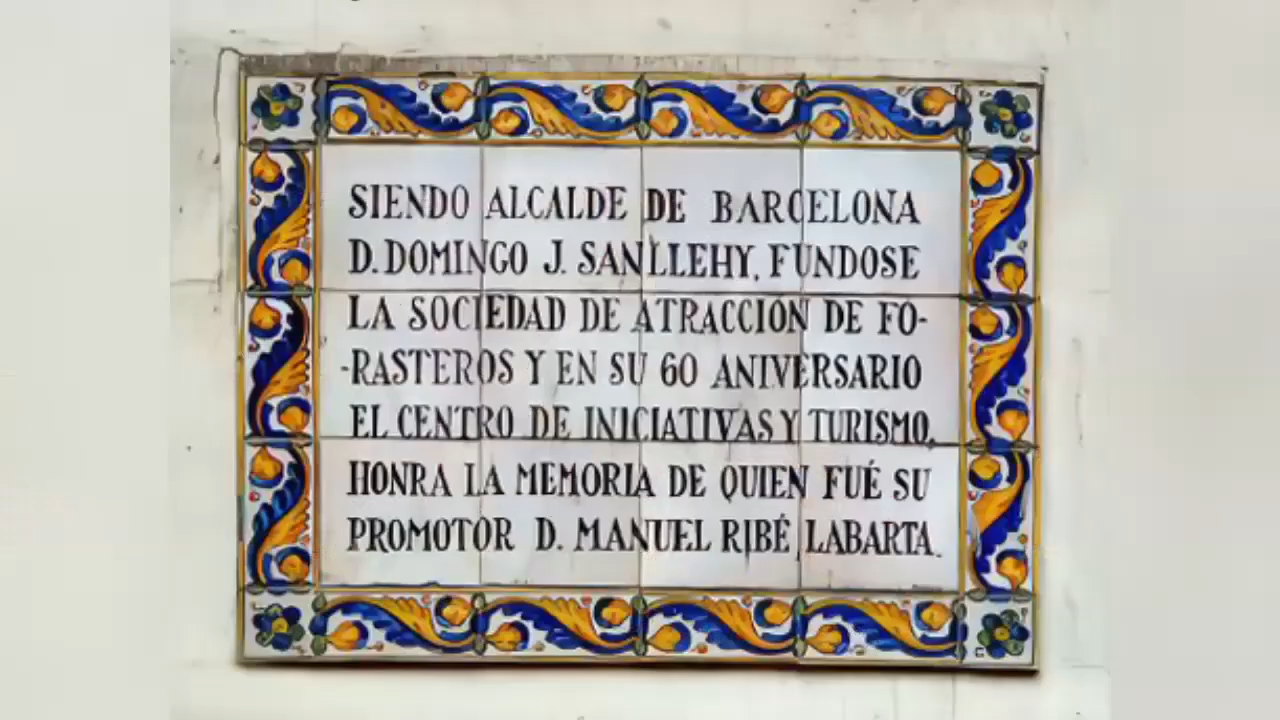 SIENDO ALCALDE DE BARCELONA
D. DOMINGO J. SANLLEHY, FUNDOSE
LA SOCIEDAD DE ATRACCIÓN DE FO-
-RASTEROS Y EN SU 60 ANIVERSARIO
EL CENTRO DE INICIATIVAS Y TURISMO,
HONRA LA MEMORIA DE QUIEN FUÉ SU
PROMOTOR D. MANUEL RIBÉ LABARTA.